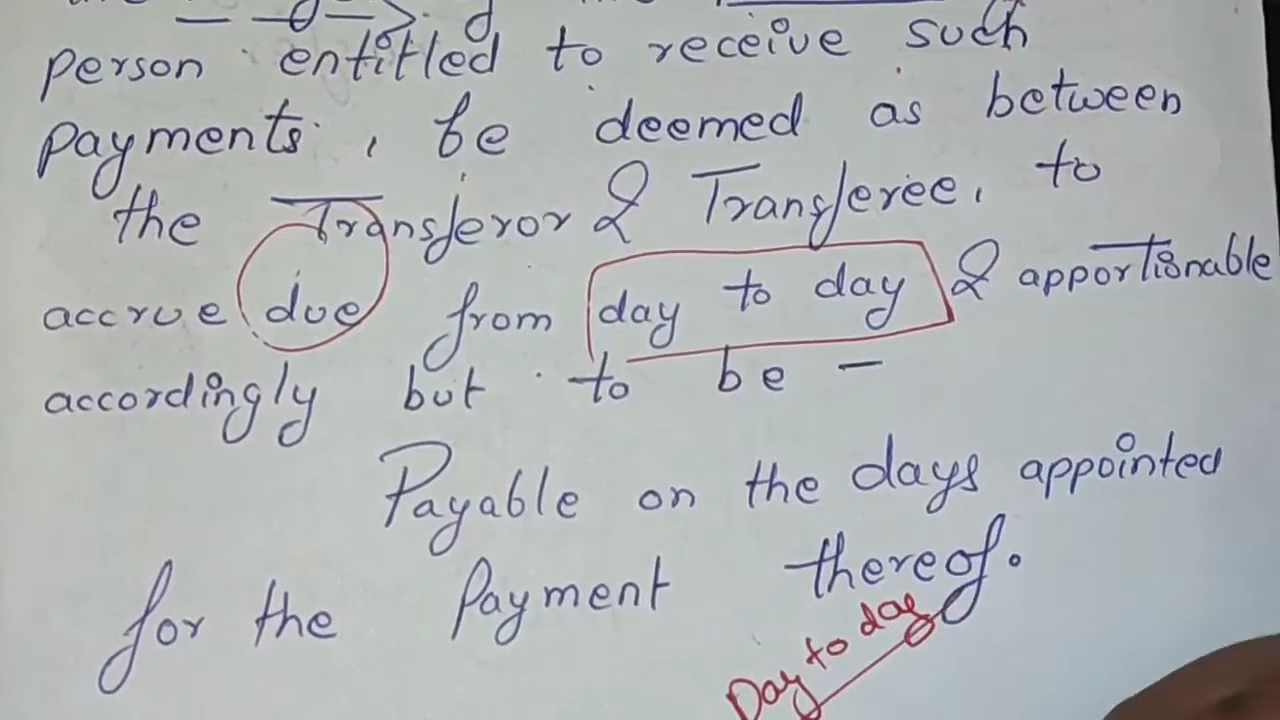 person entitled to receive such
payments, be deemed as between
the Transferor & Transferee, to
accrue due from day to day & apportionable
accordingly but to be -
Payable on the days appointed
for the Payment thereof.
Day to day